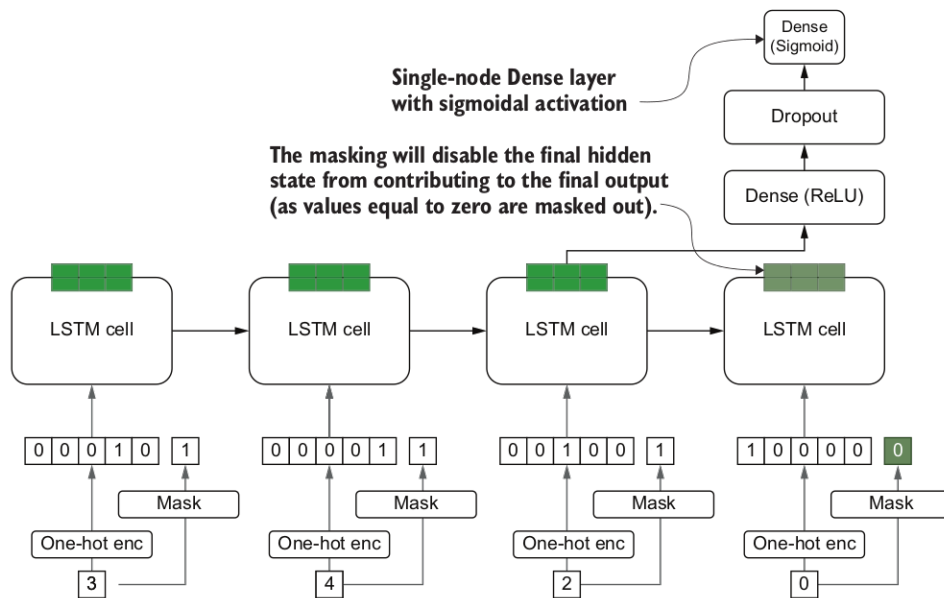 Dense
(Sigmoid)
Single-node Dense layer
with sigmoidal activation
Dropout
The masking will disable the final hidden
state from contributing to the final output
(as values equal to zero are masked out).
Dense (ReLU)
LSTM cell
LSTM cell
LSTM cell
LSTM cell
0 0 0 1 0 1
0 0 0 0 1 1
0 0 1 0 0 1
1 0 0 0 0 0
Mask
Mask
Mask
Mask
One-hot enc
One-hot enc
One-hot enc
One-hot enc
3
4
2
0